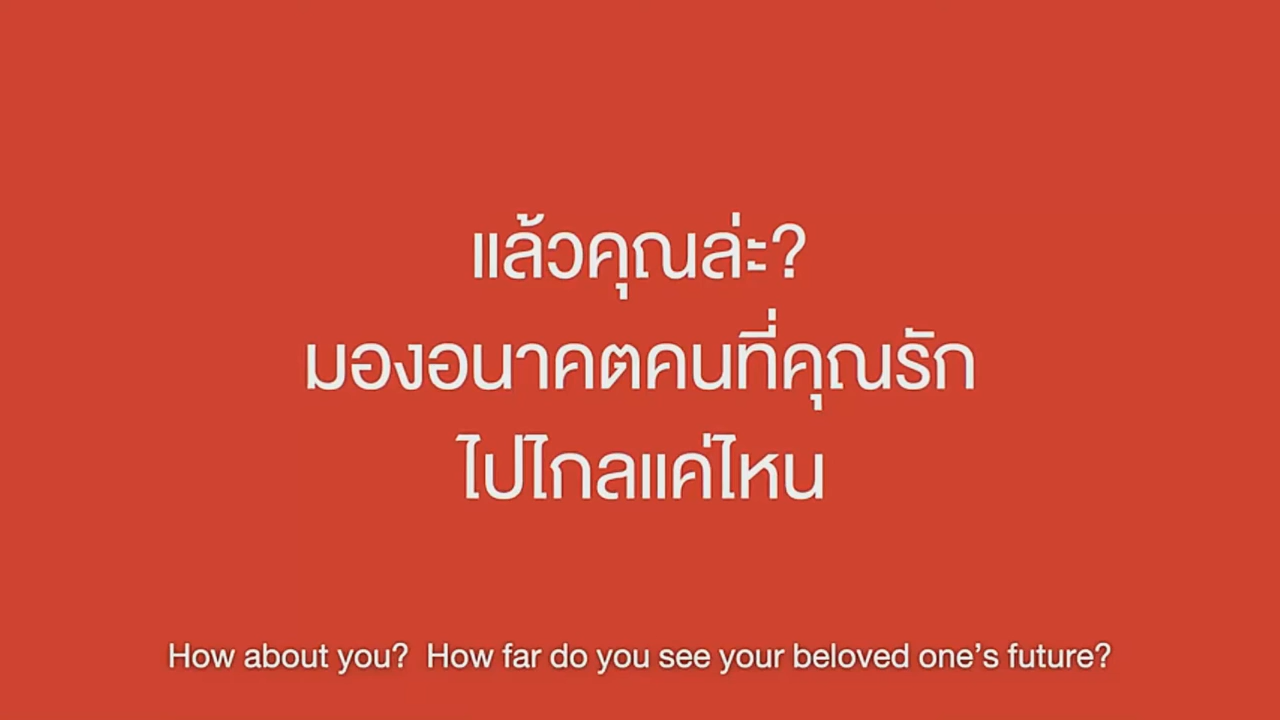 แล้วคุณล่ะ?
มองอนาคตคนที่คุณรัก
ไปไกลแค่ไหน
How about you?  How far do you see your beloved one's future?